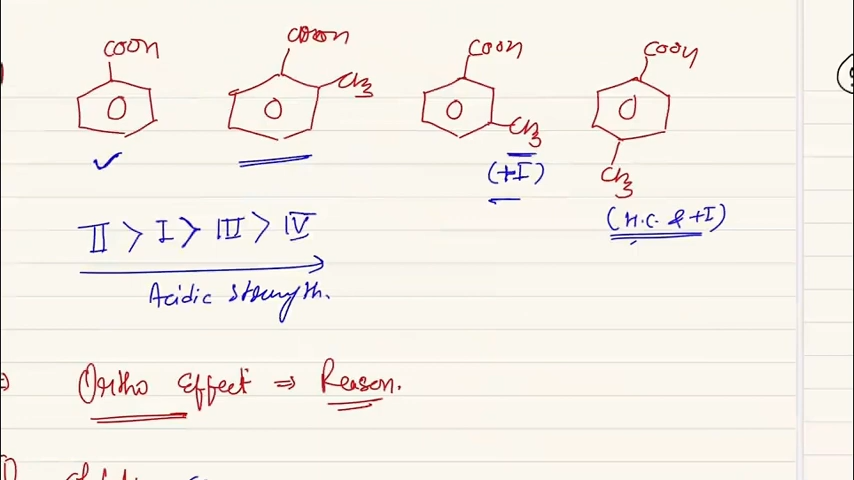 COOH COOH COOH COOH
CH3 CH3
(+I) CH3
II > I > III > IV (H.C. & +I)
Acidic Strength.
Ortho Effect ⇒ Reason.